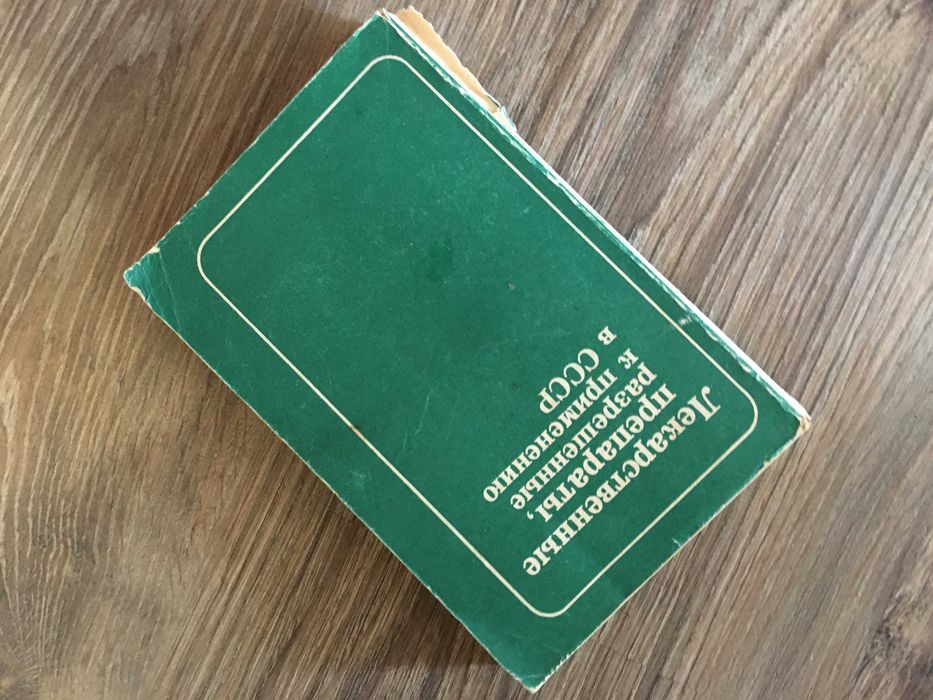 Лекарственные
препараты,
разрешенные
к применению
в СССР